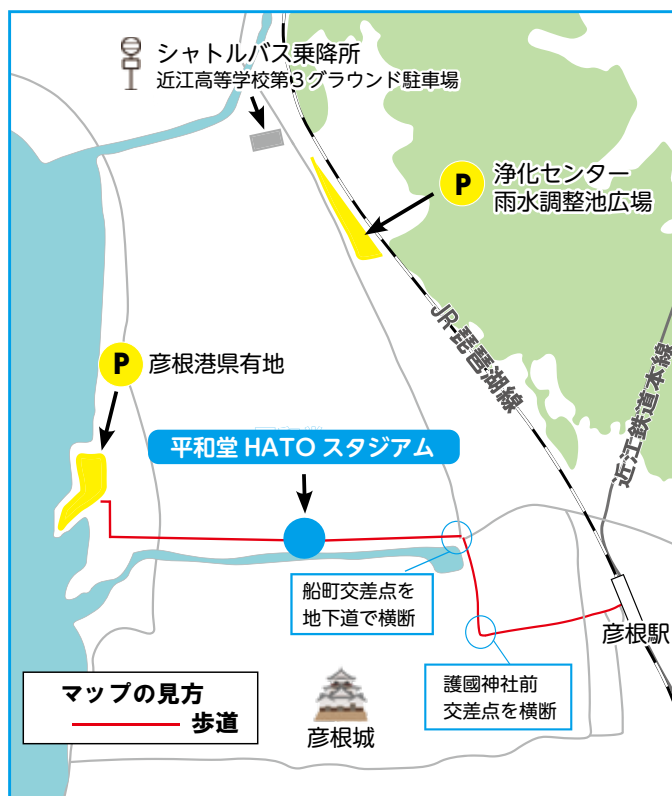 シャトルバス乗降所
近江高等学校第3グラウンド駐車場
P
浄化センター
雨水調整池広場
JR 琵琶湖線
近江鉄道本線
P
彦根港県有地
平和堂 HATO スタジアム
船町交差点を
地下道で横断
彦根駅
護國神社前
交差点を横断
マップの見方
歩道
彦根城